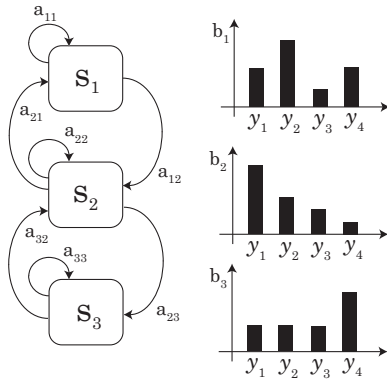 a₁₁
S₁
a₂₁
a₂₂
a₁₂
S₂
a₃₂
a₃₃
a₂₃
S₃
b₁
y₁ y₂ y₃ y₄
b₂
y₁ y₂ y₃ y₄
b₃
y₁ y₂ y₃ y₄